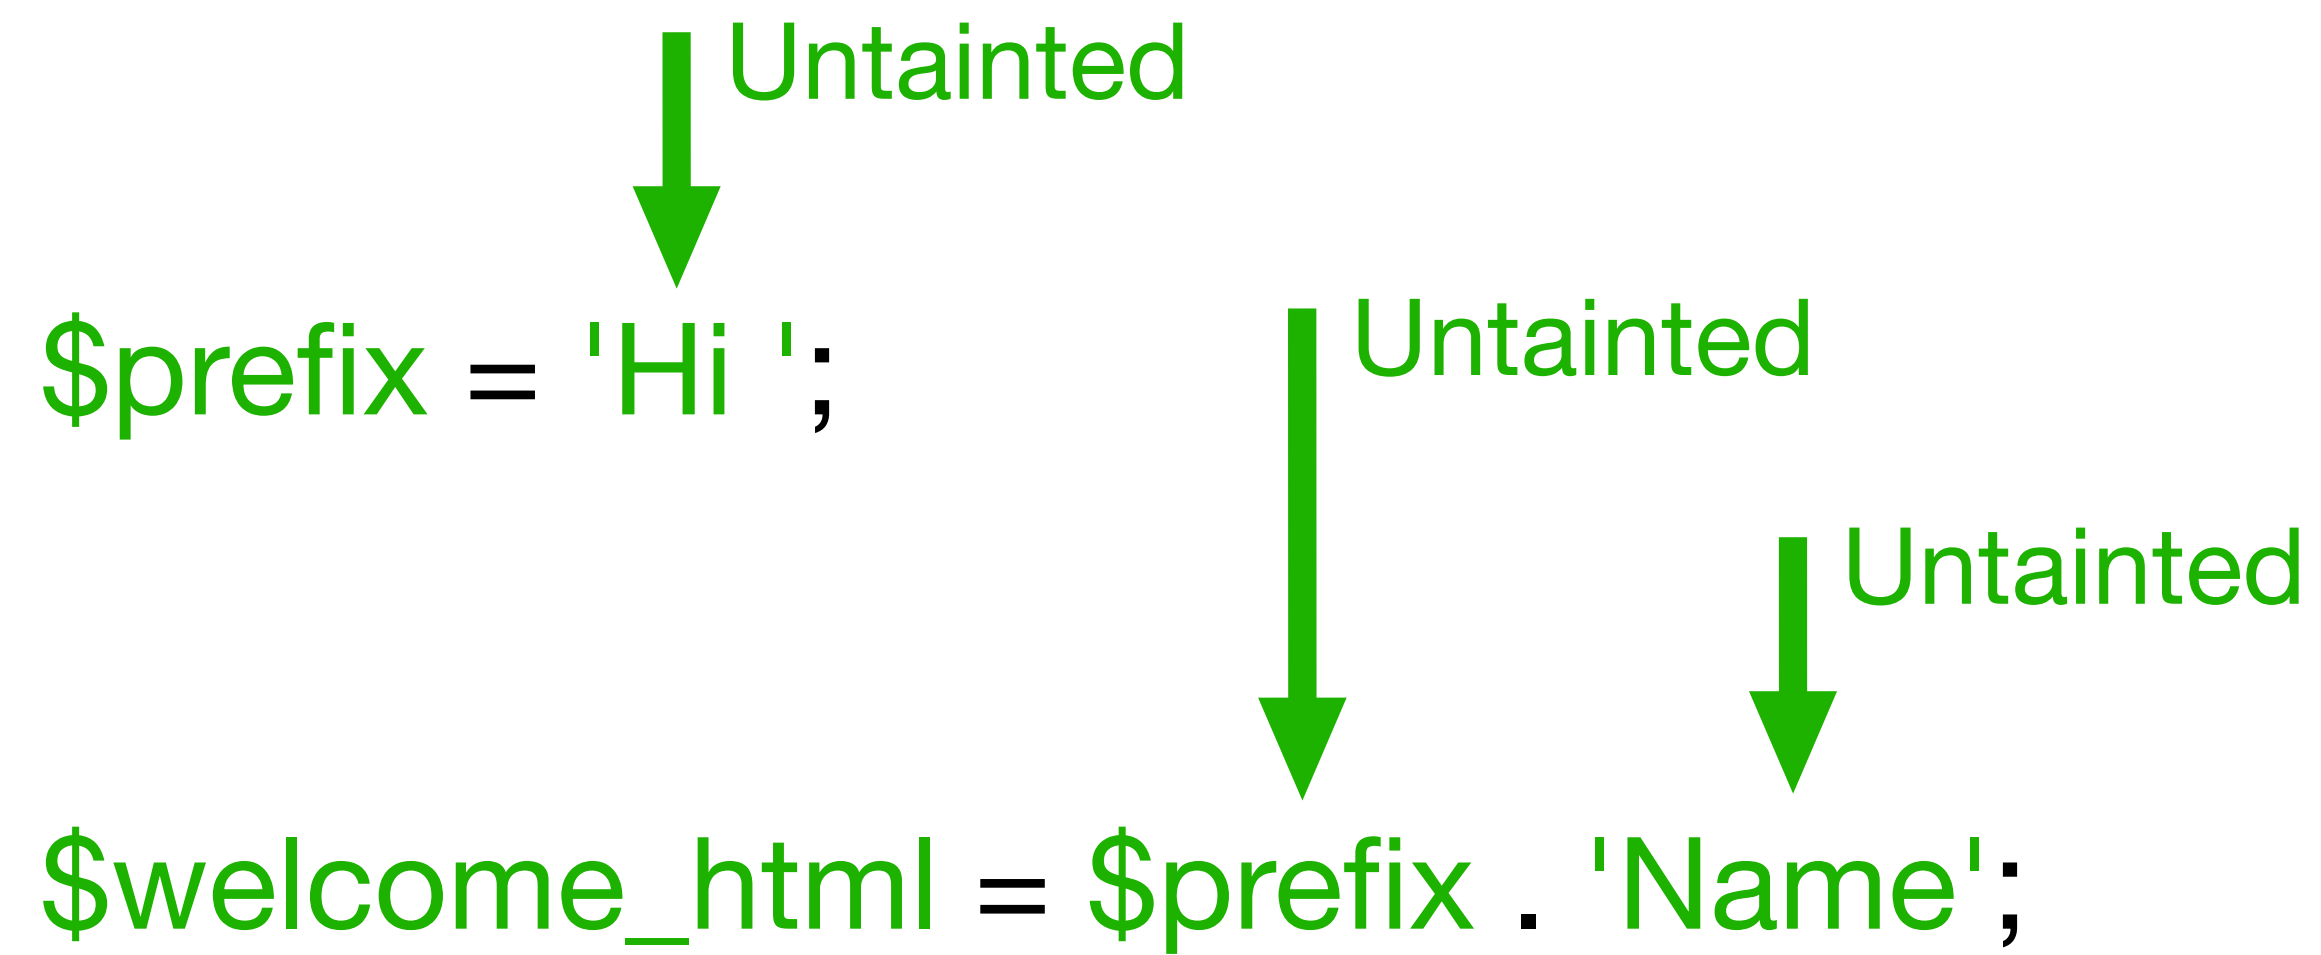 Untainted
$prefix = 'Hi ';
Untainted
Untainted
$welcome_html = $prefix . 'Name';